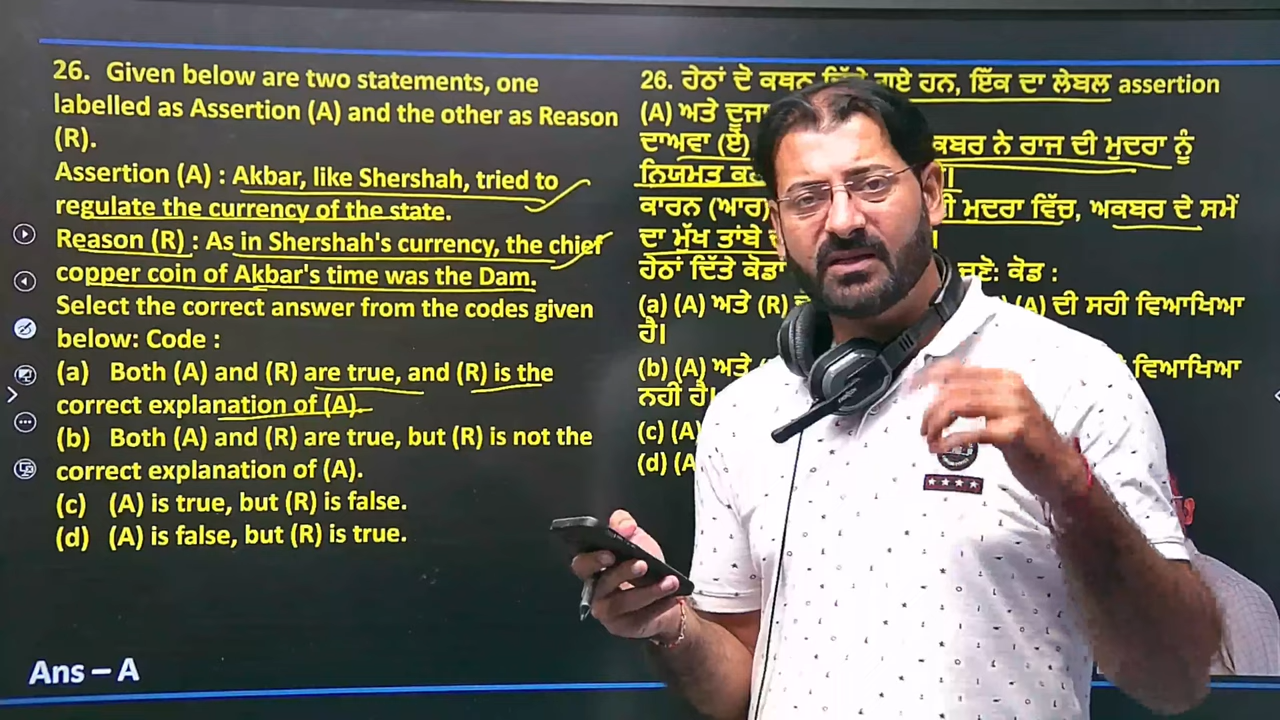 26. Given below are two statements, one
labelled as Assertion (A) and the other as Reason
(R).
Assertion (A) : Akbar, like Shershah, tried to
regulate the currency of the state.
Reason (R) : As in Shershah's currency, the chief
copper coin of Akbar's time was the Dam.
Select the correct answer from the codes given
below: Code :
(a) Both (A) and (R) are true, and (R) is the
correct explanation of (A).
(b) Both (A) and (R) are true, but (R) is not the
correct explanation of (A).
(c) (A) is true, but (R) is false.
(d) (A) is false, but (R) is true.
Ans – A
26. ਹੇਠਾਂ ਦੋ ਕਥਨ ਦਿੱਤੇ ਗਏ ਹਨ, ਇੱਕ ਦਾ ਲੇਬਲ assertion
(A) ਅਤੇ ਦੂਜਾ
ਦਾਅਵਾ (ਏ) ਕਬਰ ਨੇ ਰਾਜ ਦੀ ਮੁਦਰਾ ਨੂੰ
ਨਿਯਮਤ
ਕਾਰਨ (ਆਰ) ਦੀ ਮੁਦਰਾ ਵਿੱਚ, ਅਕਬਰ ਦੇ ਸਮੇਂ
ਦਾ ਮੁੱਖ ਤਾਂਬੇ
ਹੇਠਾਂ ਦਿੱਤੇ ਕੋਡਾਂ ਚੁਣੋ: ਕੋਡ :
(a) (A) ਅਤੇ (R) (A) ਦੀ ਸਹੀ ਵਿਆਖਿਆ
ਹੈ।
(b) (A) ਅਤੇ ਵਿਆਖਿਆ
ਨਹੀਂ ਹੈ।
(c) (A)
(d) (A